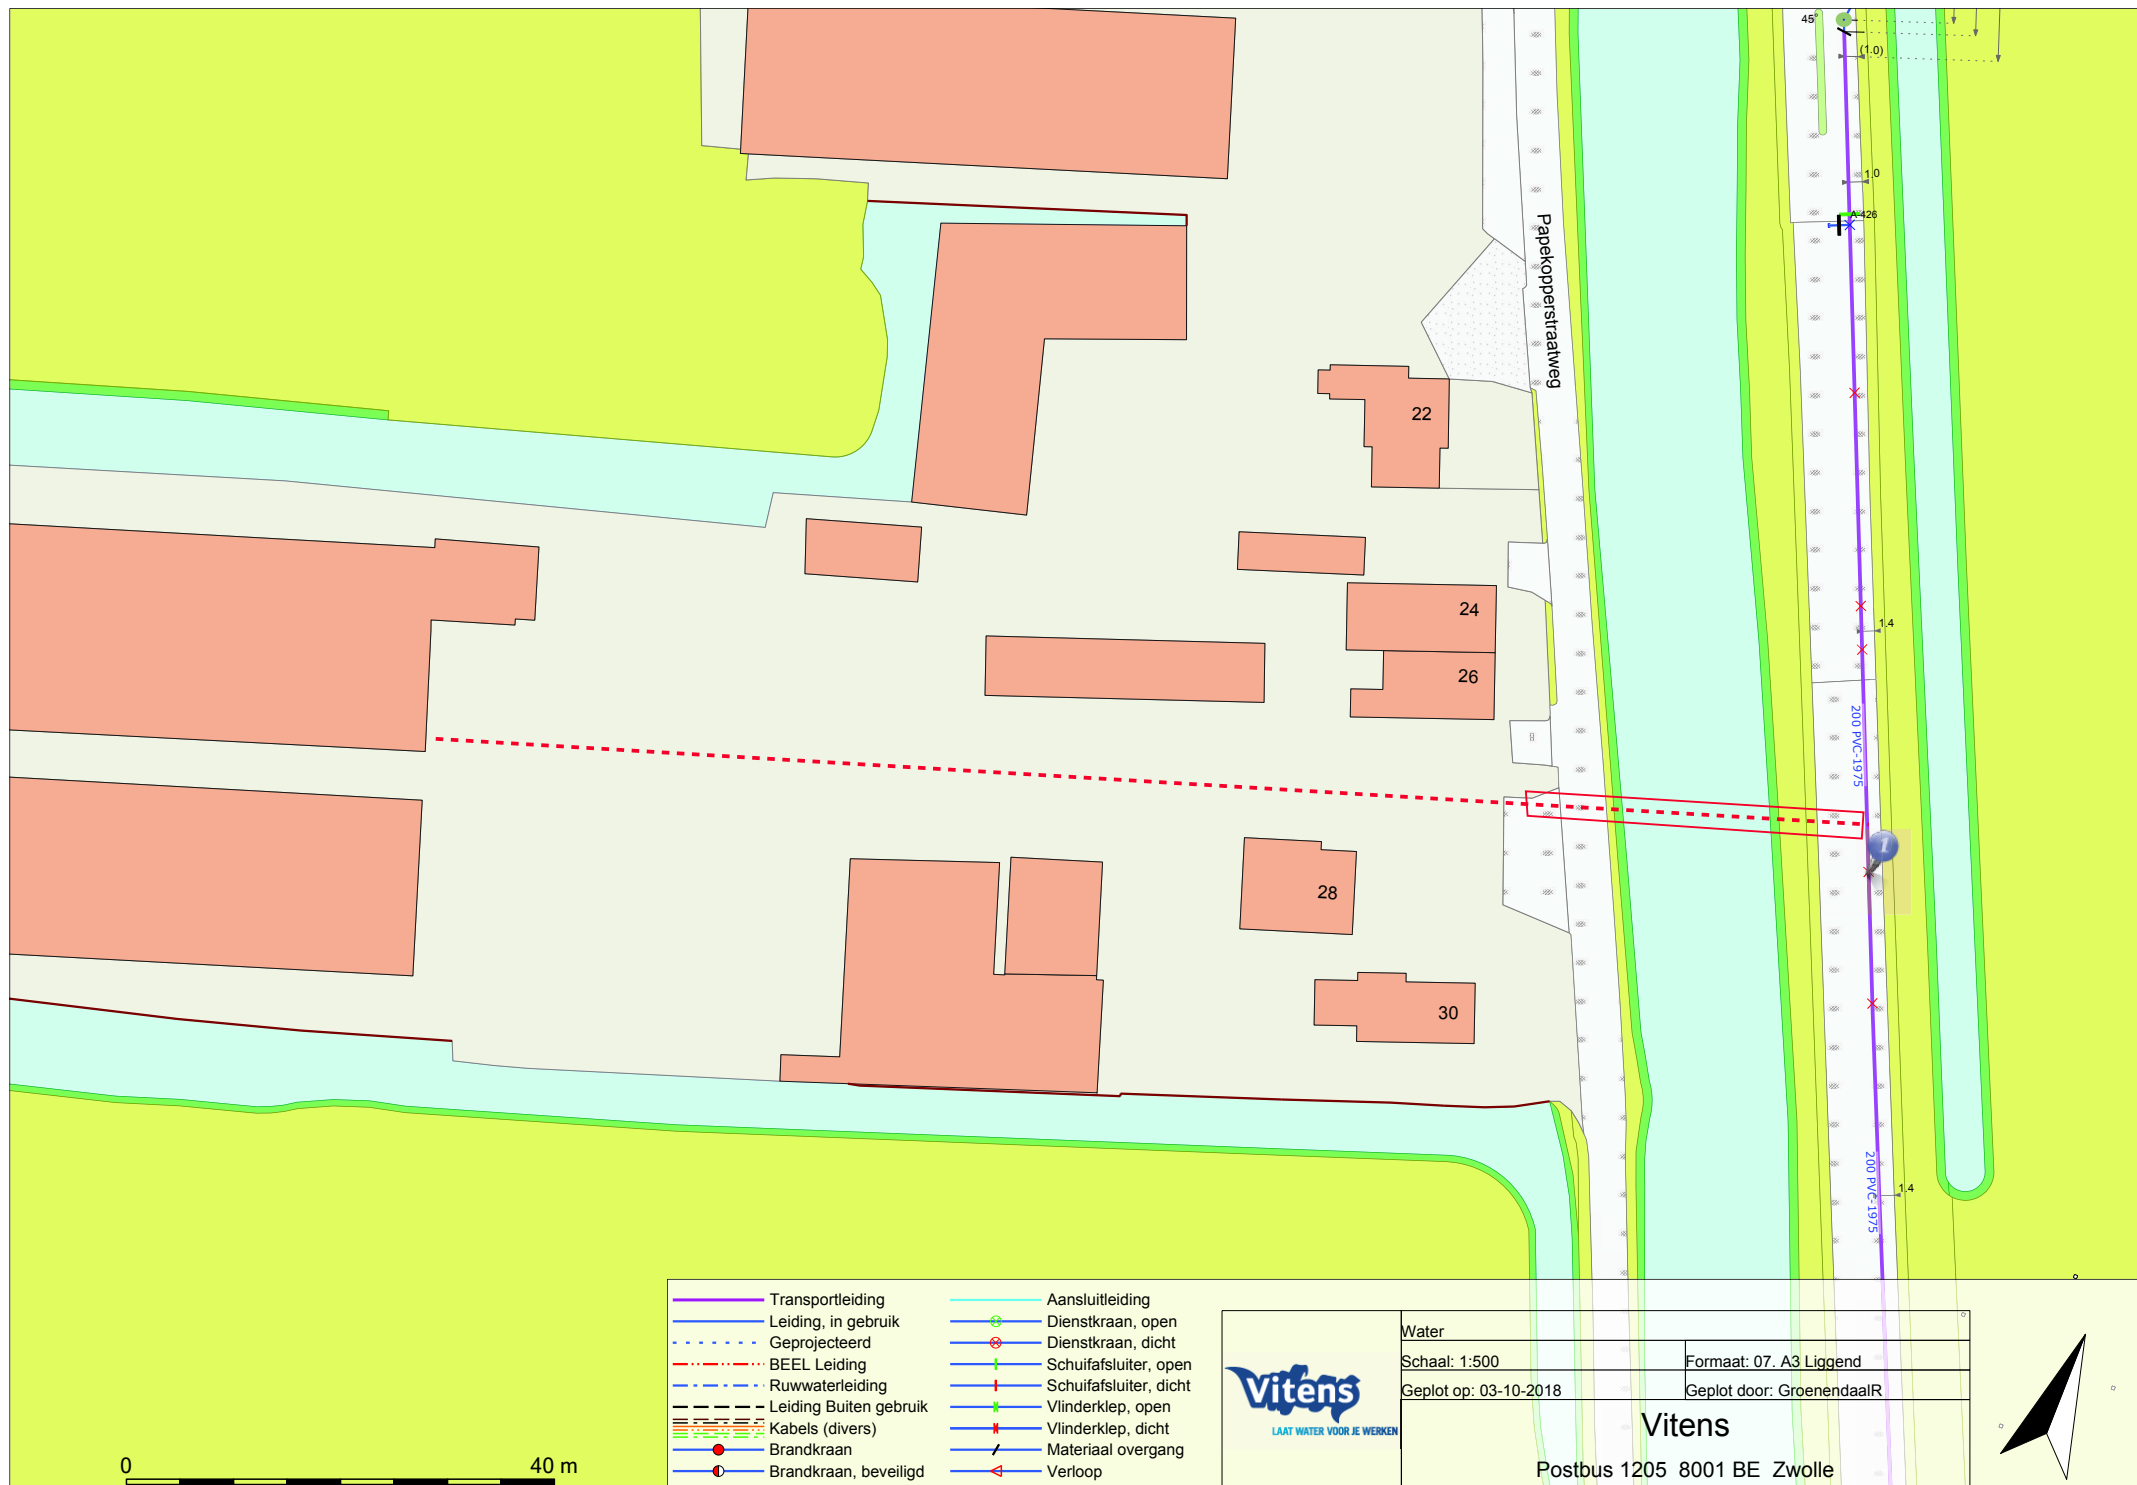 45°
(1.0)
1.0
A 426
Papekopperstraatweg
22
24
1.4
26
200 PVC-1975
1
28
30
200 PVC-1975
1.4
Transportleiding
Leiding, in gebruik
Geprojecteerd
BEEL Leiding
Ruwwaterleiding
Leiding Buiten gebruik
Kabels (divers)
Brandkraan
Brandkraan, beveiligd
Aansluitleiding
Dienstkraan, open
Dienstkraan, dicht
Schuifafsluiter, open
Schuifafsluiter, dicht
Vlinderklep, open
Vlinderklep, dicht
Materiaal overgang
Verloop
Vitens
LAAT WATER VOOR JE WERKEN
Water
Schaal: 1:500
Formaat: 07. A3 Liggend
Geplot op: 03-10-2018
Geplot door: GroenendaalR
Vitens
Postbus 1205 8001 BE Zwolle
0
40 m